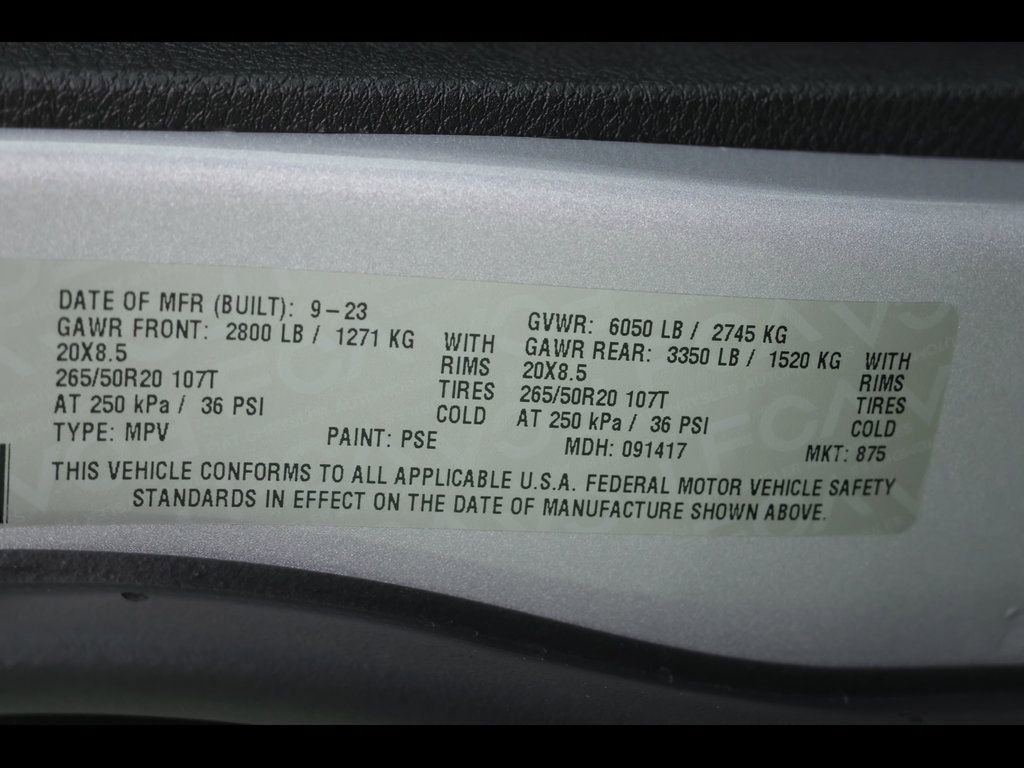 DATE OF MFR (BUILT): 9-23
GAWR FRONT: 2800 LB / 1271 KG WITH
20X8.5 RIMS
265/50R20 107T TIRES
AT 250 kPa / 36 PSI COLD
GVWR: 6050 LB / 2745 KG
GAWR REAR: 3350 LB / 1520 KG WITH
20X8.5 RIMS
265/50R20 107T TIRES
AT 250 kPa / 36 PSI COLD
TYPE: MPV PAINT: PSE MDH: 091417 MKT: 875
THIS VEHICLE CONFORMS TO ALL APPLICABLE U.S.A. FEDERAL MOTOR VEHICLE SAFETY
STANDARDS IN EFFECT ON THE DATE OF MANUFACTURE SHOWN ABOVE.